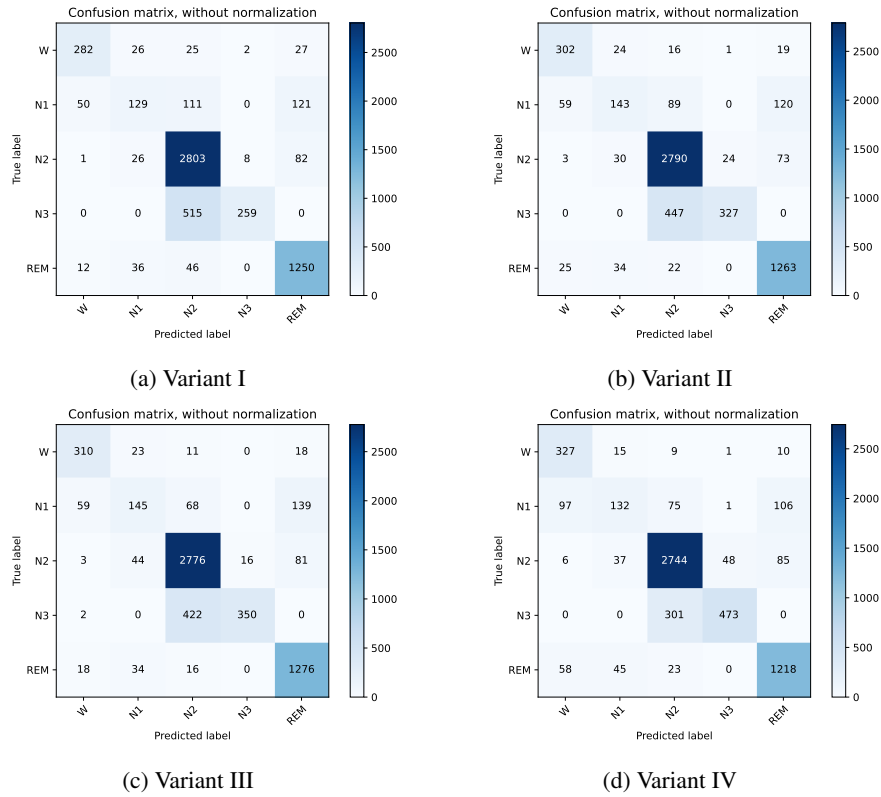 Confusion matrix, without normalization
W 282 26 25 2 27
N1 50 129 111 0 121
N2 1 26 2803 8 82
N3 0 0 515 259 0
REM 12 36 46 0 1250
W N1 N2 N3 REM
True label
Predicted label
2500
2000
1500
1000
500
0
(a) Variant I
Confusion matrix, without normalization
W 302 24 16 1 19
N1 59 143 89 0 120
N2 3 30 2790 24 73
N3 0 0 447 327 0
REM 25 34 22 0 1263
W N1 N2 N3 REM
True label
Predicted label
2500
2000
1500
1000
500
0
(b) Variant II
Confusion matrix, without normalization
W 310 23 11 0 18
N1 59 145 68 0 139
N2 3 44 2776 16 81
N3 2 0 422 350 0
REM 18 34 16 0 1276
W N1 N2 N3 REM
True label
Predicted label
2500
2000
1500
1000
500
0
(c) Variant III
Confusion matrix, without normalization
W 327 15 9 1 10
N1 97 132 75 1 106
N2 6 37 2744 48 85
N3 0 0 301 473 0
REM 58 45 23 0 1218
W N1 N2 N3 REM
True label
Predicted label
2500
2000
1500
1000
500
0
(d) Variant IV